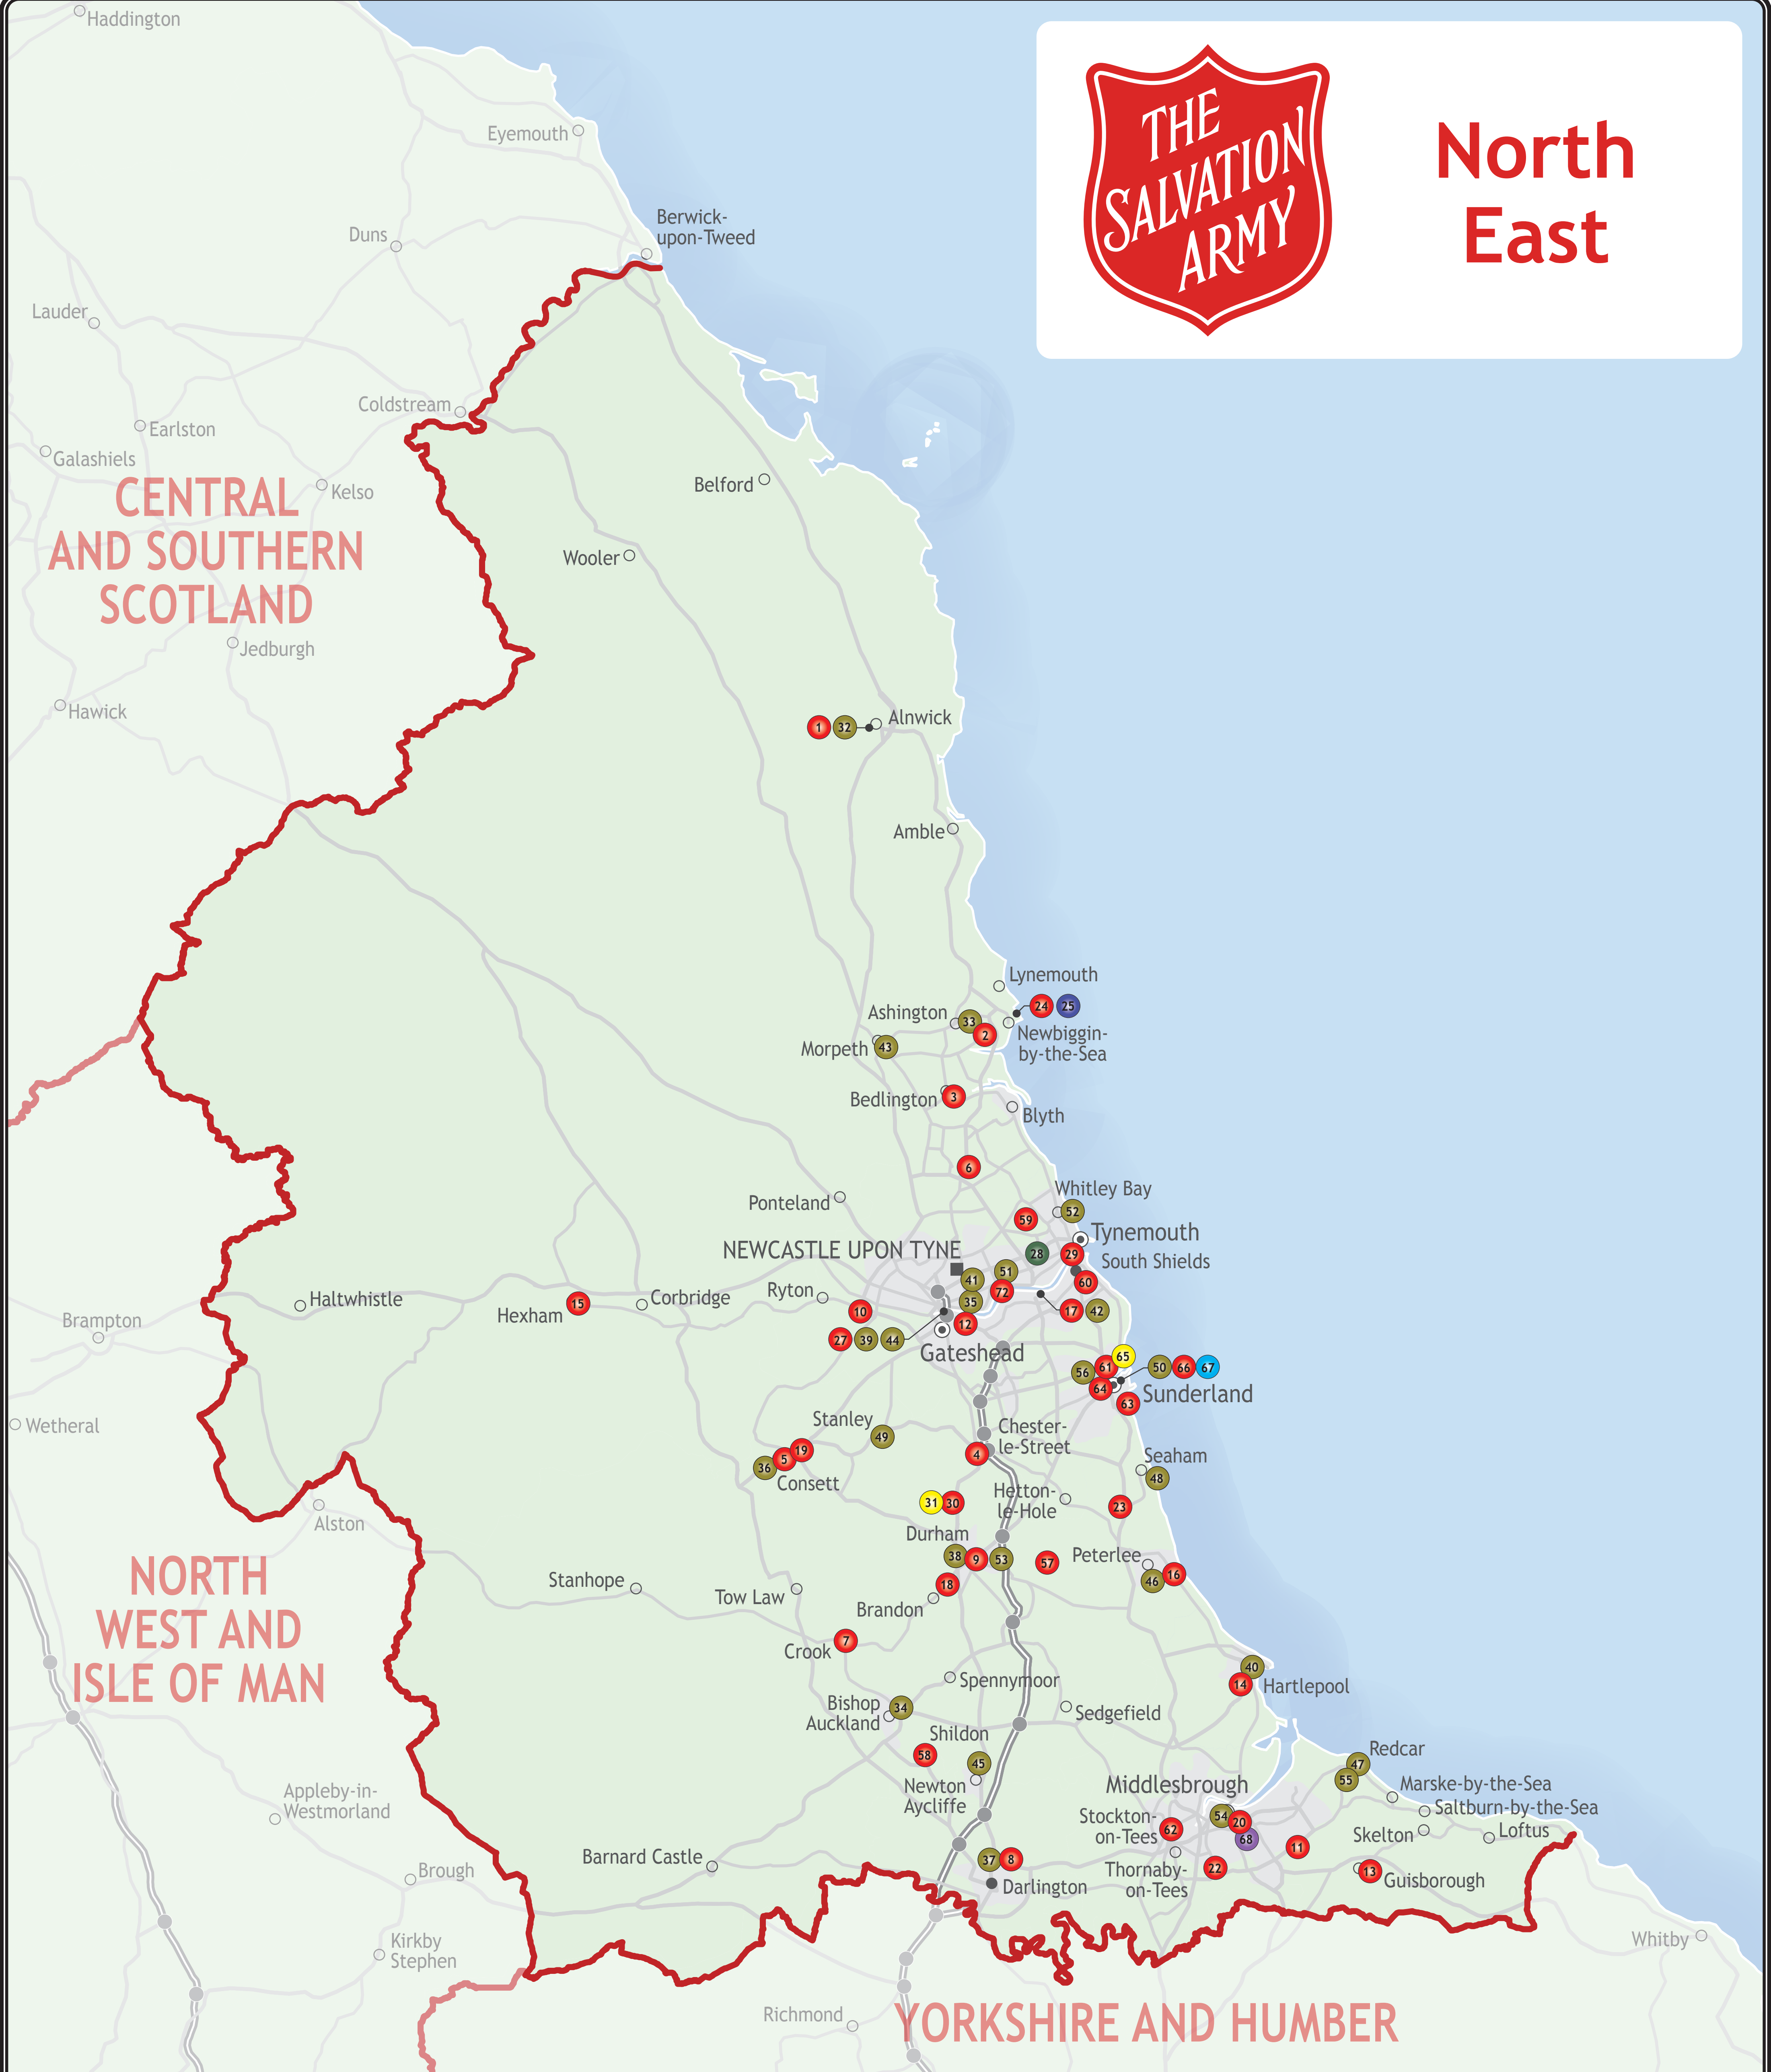 Haddington
THE
SALVATION
ARMY
North
East
Eyemouth
Berwick-
upon-Tweed
Duns
Lauder
Coldstream
Earlston
Galashiels
Kelso
Belford
CENTRAL
AND SOUTHERN
SCOTLAND
Wooler
Jedburgh
Hawick
1 32 Alnwick
Amble
Lynemouth
24 25
Ashington 33
2
Newbiggin-
by-the-Sea
Morpeth 43
Bedlington 3
Blyth
6
Whitley Bay
52
Ponteland
59
Tynemouth
NEWCASTLE UPON TYNE
28 29
South Shields
41 51
60
72
35
Ryton
10
12
17 42
27 39 44
Gateshead
Haltwhistle
Hexham 15
Corbridge
Brampton
65
56 61
50 66 67
64
Sunderland
63
Wetheral
Stanley
49
Chester-
le-Street
4
19
5
36
Consett
Seaham
48
31 30
Hetton-
le-Hole
23
Alston
Durham
38 9 53
57
Peterlee
46 16
18
Brandon
Stanhope
Tow Law
NORTH
WEST AND
ISLE OF MAN
Crook 7
Spennymoor
40
14 Hartlepool
Bishop
Auckland
34
Sedgefield
Shildon
58
45
Newton
Aycliffe
Redcar
47
55
Middlesbrough
Marske-by-the-Sea
Saltburn-by-the-Sea
Appleby-in-
Westmorland
Stockton-
on-Tees
62
54 20
68
Skelton
Loftus
11
Barnard Castle
37 8
Darlington
Thornaby-
on-Tees
22
13
Guisborough
Brough
Kirkby
Stephen
Whitby
Richmond
YORKSHIRE AND HUMBER